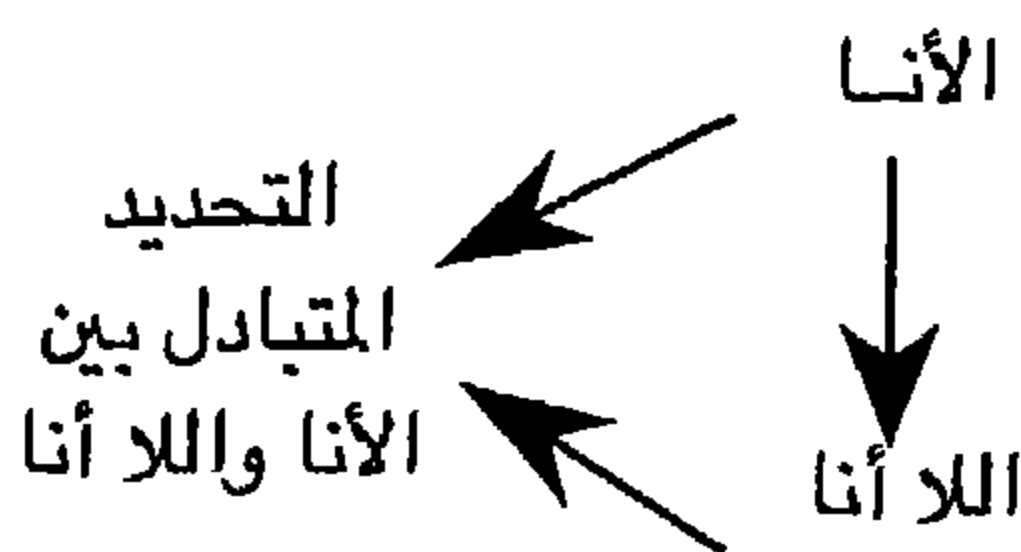 الأنا
التحديد
المتبادل بين
الأنا واللا أنا
اللا أنا